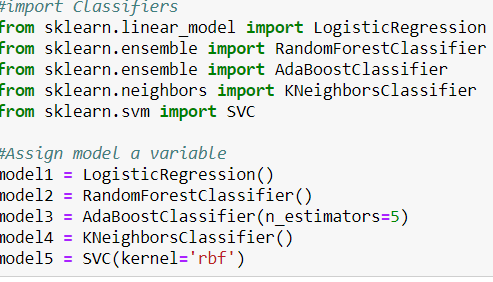 #import Classifiers
from sklearn.linear_model import LogisticRegression
from sklearn.ensemble import RandomForestClassifier
from sklearn.ensemble import AdaBoostClassifier
from sklearn.neighbors import KNeighborsClassifier
from sklearn.svm import SVC
#Assign model a variable
model1 = LogisticRegression()
model2 = RandomForestClassifier()
model3 = AdaBoostClassifier(n_estimators=5)
model4 = KNeighborsClassifier()
model5 = SVC(kernel='rbf')